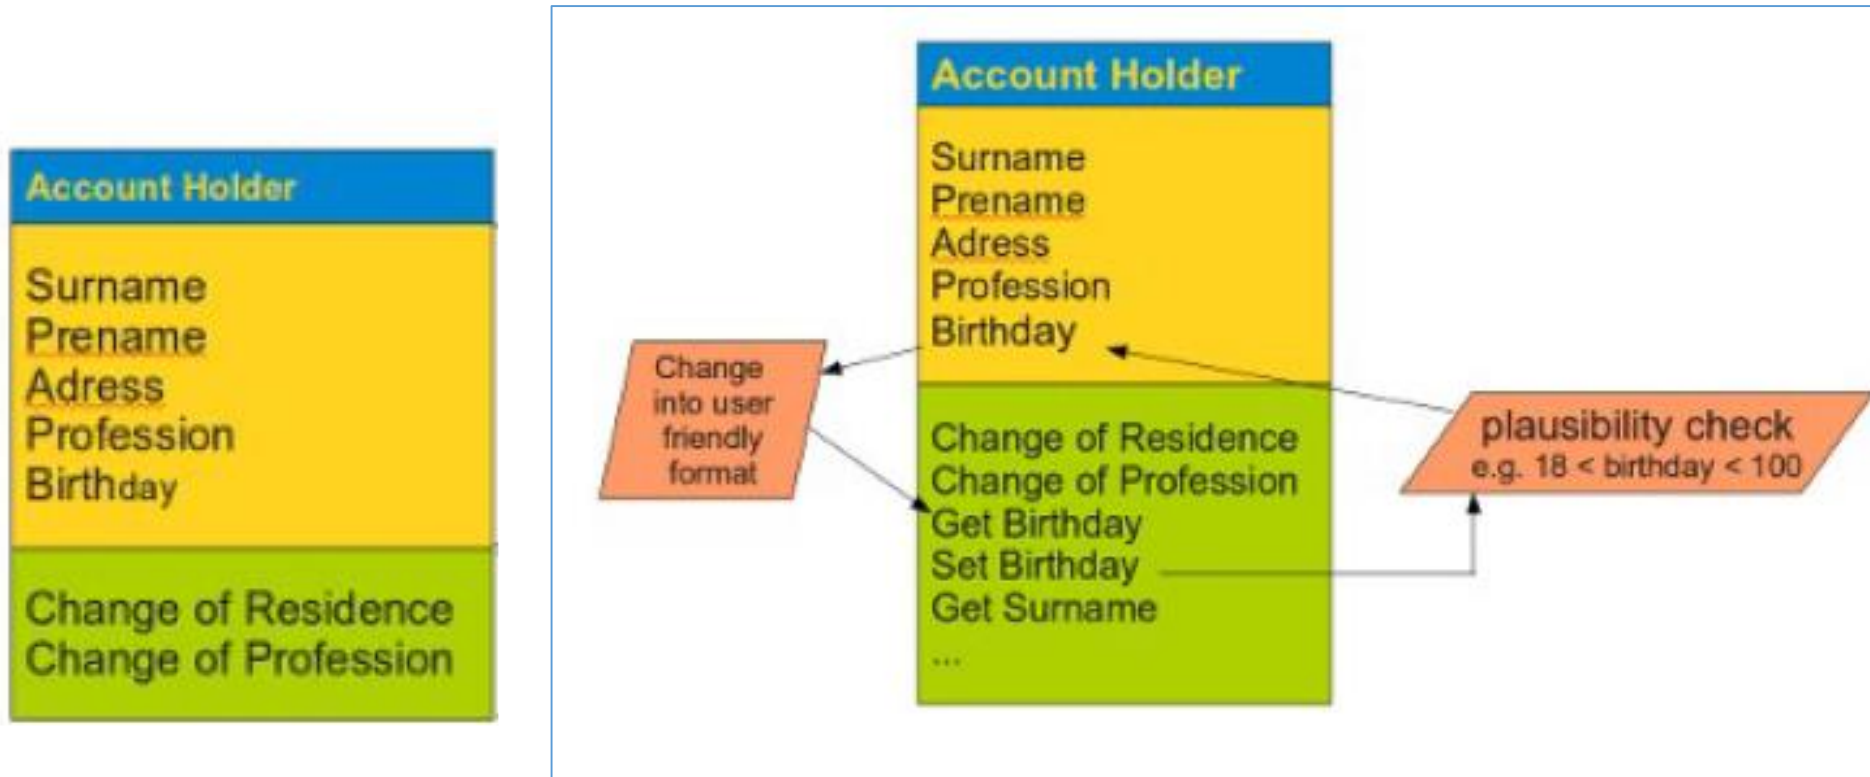 Account Holder
Surname
Prename
Adress
Profession
Birthday
Change of Residence
Change of Profession
Account Holder
Surname
Prename
Adress
Profession
Birthday
Change of Residence
Change of Profession
Get Birthday
Set Birthday
Get Surname
...
Change
into user
friendly
format
plausibility check
e.g. 18 < birthday < 100